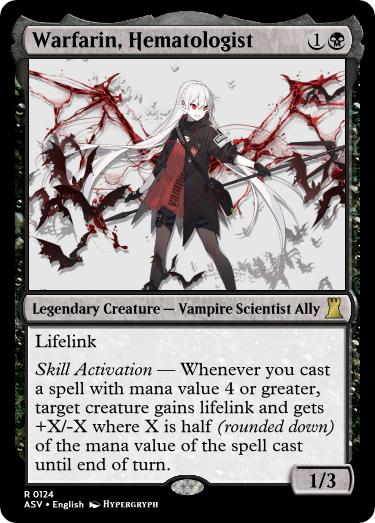 Warfarin, Hematologist 1
Legendary Creature — Vampire Scientist Ally
Lifelink
Skill Activation — Whenever you cast
a spell with mana value 4 or greater,
target creature gains lifelink and gets
+X/-X where X is half (rounded down)
of the mana value of the spell cast
until end of turn.
1/3
R 0124
ASV • English HYPERGRYPH